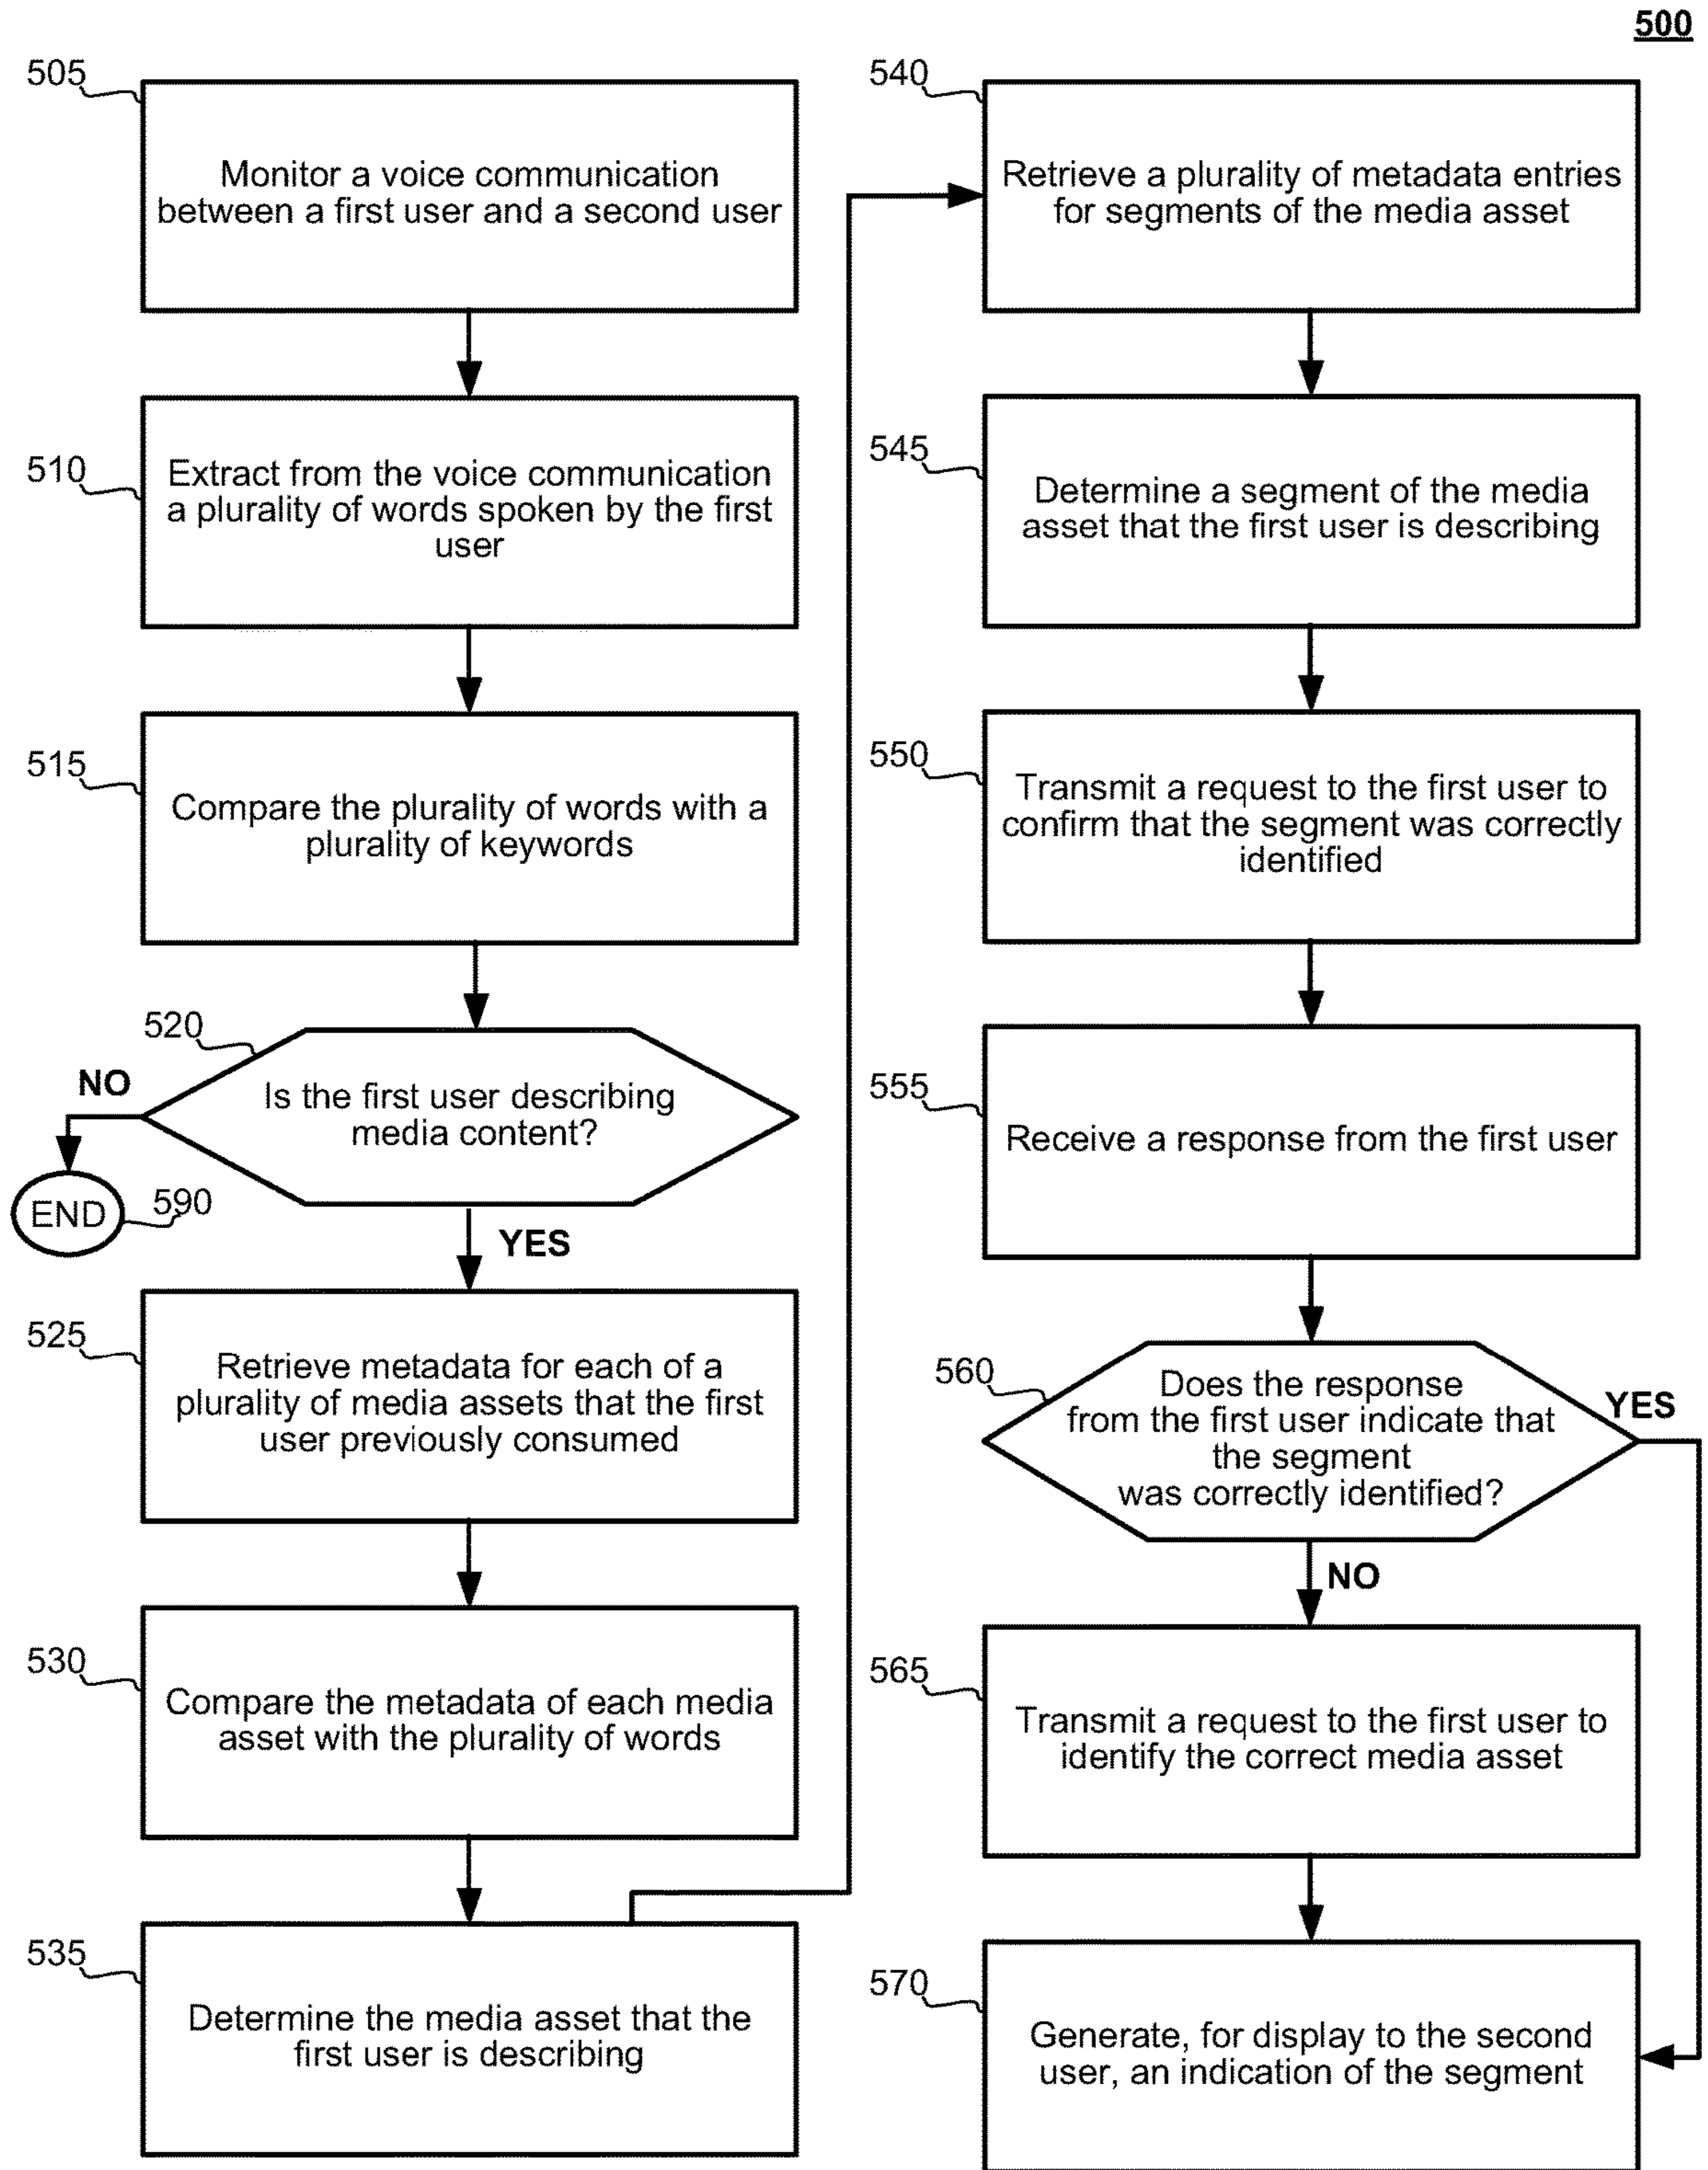 500
505
Monitor a voice communication
between a first user and a second user
510
Extract from the voice communication
a plurality of words spoken by the first
user
515
Compare the plurality of words with a
plurality of keywords
520
NO
Is the first user describing
media content?
END
590
YES
525
Retrieve metadata for each of a
plurality of media assets that the first
user previously consumed
530
Compare the metadata of each media
asset with the plurality of words
535
Determine the media asset that the
first user is describing
540
Retrieve a plurality of metadata entries
for segments of the media asset
545
Determine a segment of the media
asset that the first user is describing
550
Transmit a request to the first user to
confirm that the segment was correctly
identified
555
Receive a response from the first user
560
Does the response
from the first user indicate that
the segment
was correctly identified?
YES
NO
565
Transmit a request to the first user to
identify the correct media asset
570
Generate, for display to the second
user, an indication of the segment